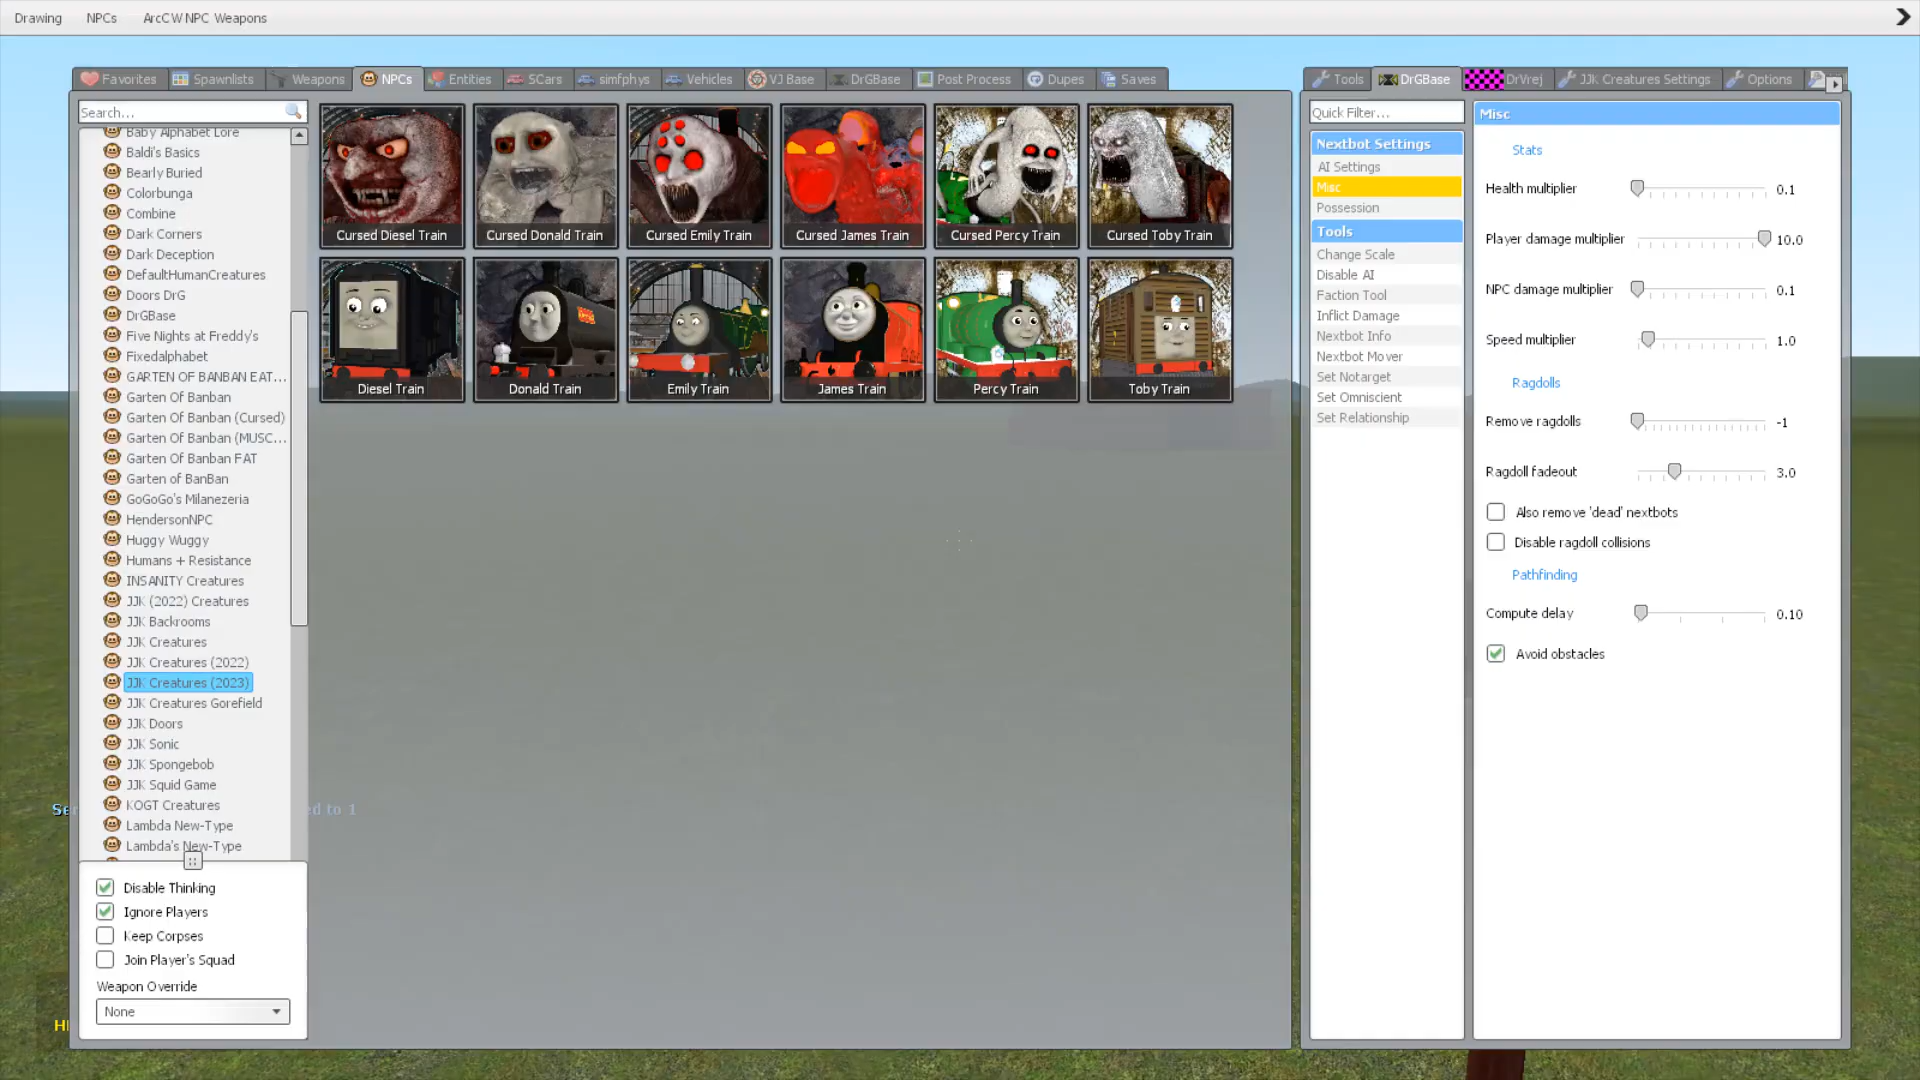 Drawing NPCs ArcCW NPC Weapons
Favorites Spawnlists Weapons NPCs Entities SCars simfphys Vehicles VJ Base DrGBase Post Process Dupes Saves
Search...
Baby Alphabet Lore
Baldi's Basics
Bearly Buried
Colorbunga
Combine
Dark Corners
Dark Deception
DefaultHumanCreatures
Doors DrG
DrGBase
Five Nights at Freddy's
Fixedalphabet
GARTEN OF BANBAN EAT...
Garten Of Banban
Garten Of Banban (Cursed)
Garten Of Banban (MUSC...
Garten Of Banban FAT
Garten of BanBan
GoGoGo's Milanezeria
HendersonNPC
Huggy Wuggy
Humans + Resistance
INSANITY Creatures
JJK (2022) Creatures
JJK Backrooms
JJK Creatures
JJK Creatures (2022)
JJK Creatures (2023)
JJK Creatures Gorefield
JJK Doors
JJK Sonic
JJK Spongebob
JJK Squid Game
KOGT Creatures
Lambda New-Type
Lambda's New-Type
Disable Thinking
Ignore Players
Keep Corpses
Join Player's Squad
Weapon Override
None
Cursed Diesel Train
Cursed Donald Train
Cursed Emily Train
Cursed James Train
Cursed Percy Train
Cursed Toby Train
Diesel Train
Donald Train
Emily Train
James Train
Percy Train
Toby Train
ed to 1
Tools DrGBase DrVrej JJK Creatures Settings Options
Quick Filter...
Nextbot Settings
AI Settings
Misc
Possession
Tools
Change Scale
Disable AI
Faction Tool
Inflict Damage
Nextbot Info
Nextbot Mover
Set Notarget
Set Omniscient
Set Relationship
Misc
Stats
Health multiplier 0.1
Player damage multiplier 10.0
NPC damage multiplier 0.1
Speed multiplier 1.0
Ragdolls
Remove ragdolls -1
Ragdoll fadeout 3.0
Also remove 'dead' nextbots
Disable ragdoll collisions
Pathfinding
Compute delay 0.10
Avoid obstacles